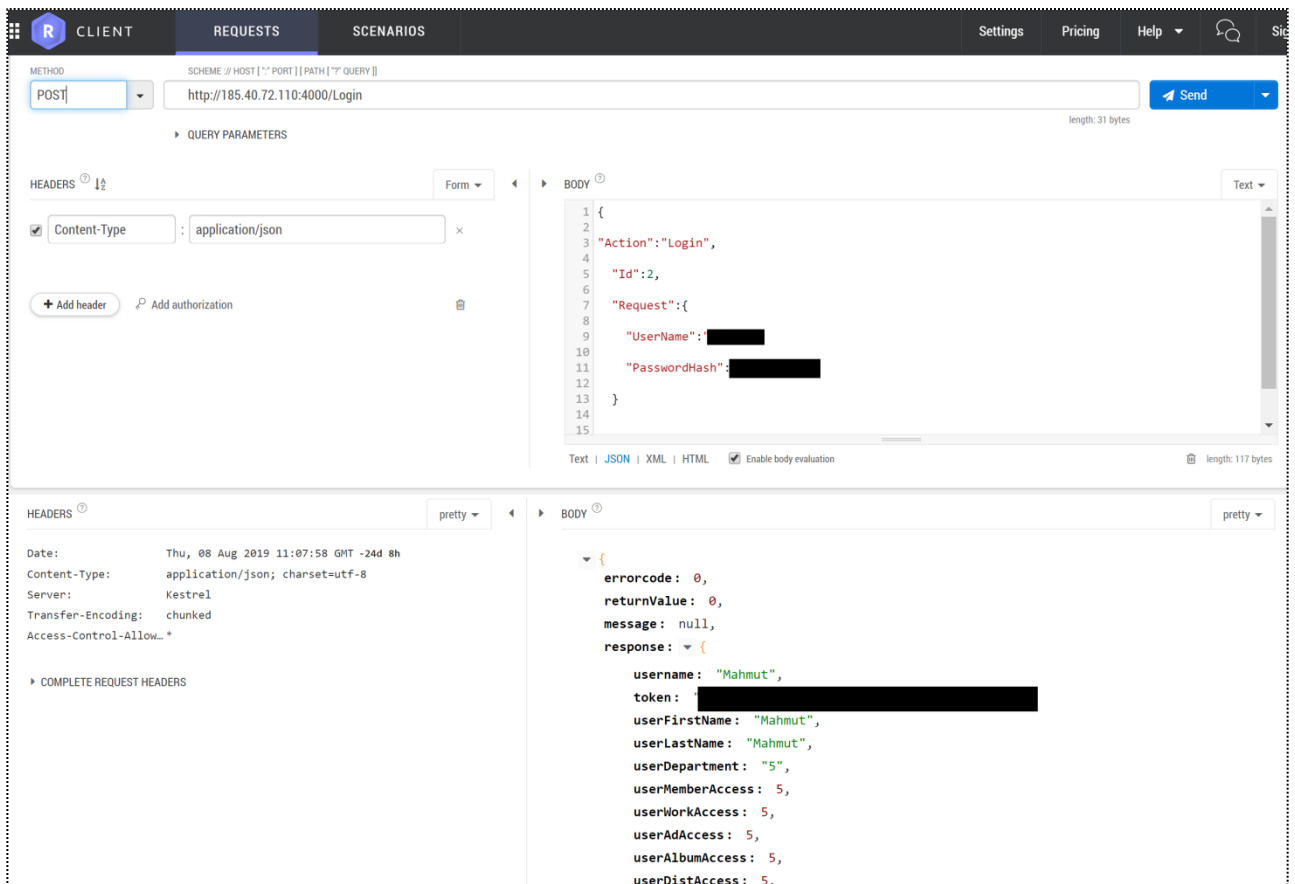 R CLIENT REQUESTS SCENARIOS Settings Pricing Help Sig
METHOD SCHEME :// HOST [ ":" PORT ] [ PATH [ "?" QUERY ]]
POST http://185.40.72.110:4000/Login Send
length: 31 bytes
QUERY PARAMETERS
HEADERS ? A Z Form BODY ? Text
Content-Type : application/json ×
+ Add header Add authorization
1 {
2
3 "Action":"Login",
4
5 "Id":2,
6
7 "Request":{
8
9 "UserName":"
10
11 "PasswordHash":
12
13 }
14
15
Text | JSON | XML | HTML Enable body evaluation length: 117 bytes
HEADERS ? pretty BODY ? pretty
Date: Thu, 08 Aug 2019 11:07:58 GMT -24d 8h
Content-Type: application/json; charset=utf-8
Server: Kestrel
Transfer-Encoding: chunked
Access-Control-Allow… *
COMPLETE REQUEST HEADERS
{
errorcode: 0,
returnValue: 0,
message: null,
response: {
username: "Mahmut",
token: "
userFirstName: "Mahmut",
userLastName: "Mahmut",
userDepartment: "5",
userMemberAccess: 5,
userWorkAccess: 5,
userAdAccess: 5,
userAlbumAccess: 5,
userDistAccess: 5,